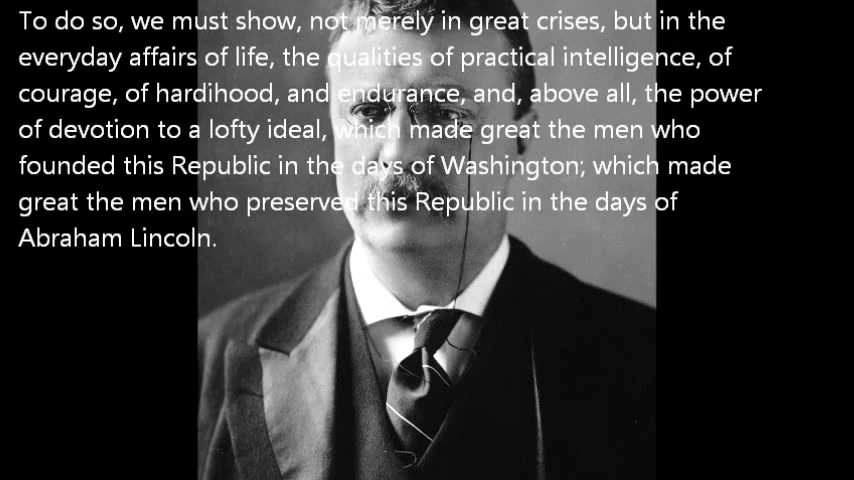 To do so, we must show, not merely in great crises, but in the
everyday affairs of life, the qualities of practical intelligence, of
courage, of hardihood, and endurance, and, above all, the power
of devotion to a lofty ideal, which made great the men who
founded this Republic in the days of Washington; which made
great the men who preserved this Republic in the days of
Abraham Lincoln.